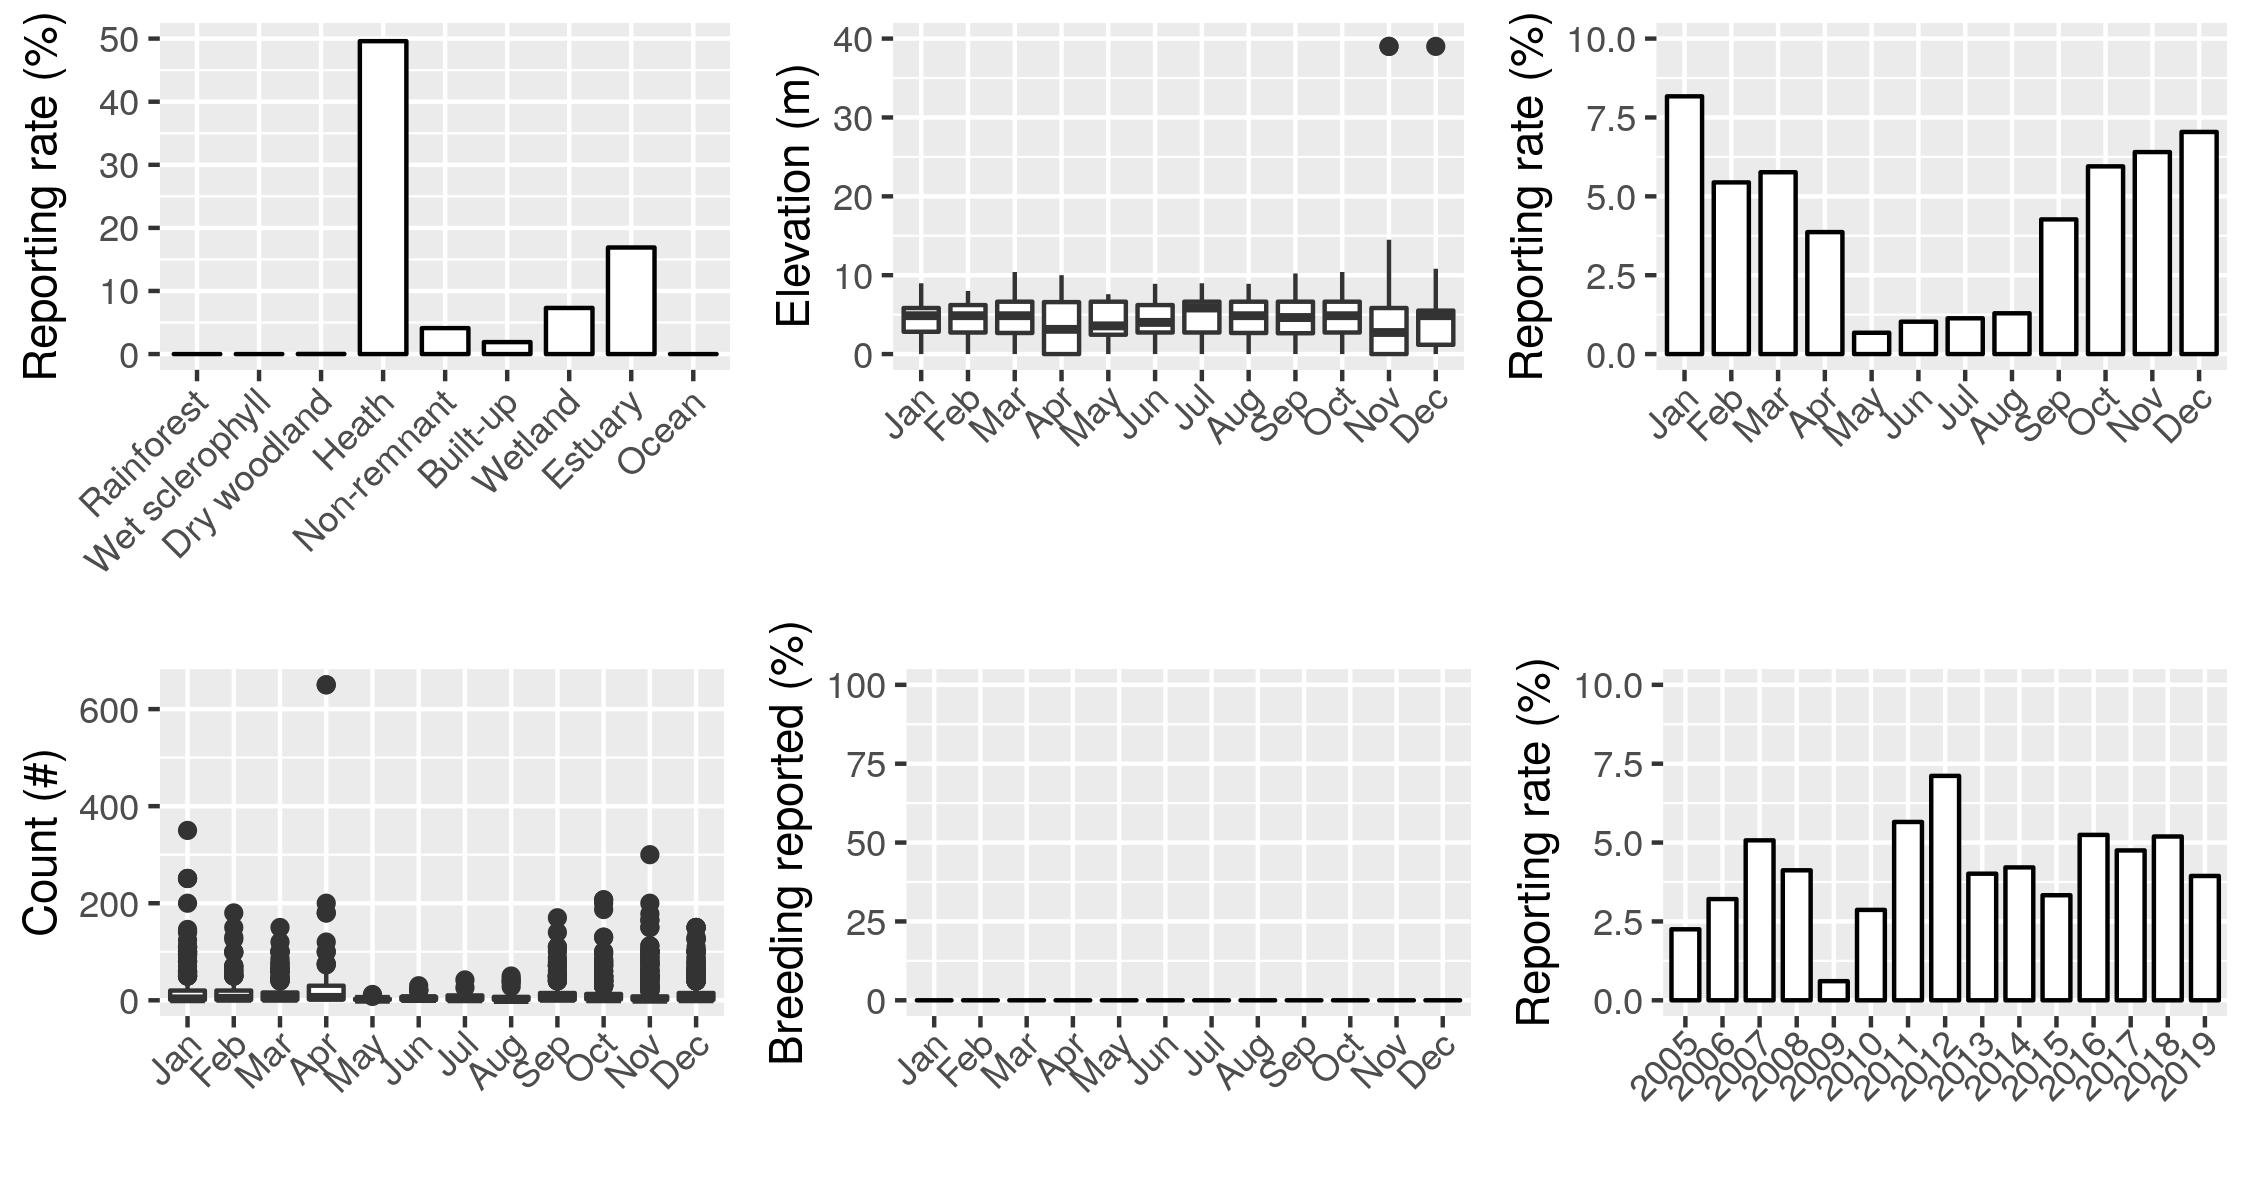 Reporting rate (%)
50
40
30
20
10
0
Rainforest
Wet sclerophyll
Dry woodland
Heath
Non-remnant
Built-up
Wetland
Estuary
Ocean
Elevation (m)
40
30
20
10
0
Jan
Feb
Mar
Apr
May
Jun
Jul
Aug
Sep
Oct
Nov
Dec
Reporting rate (%)
10.0
7.5
5.0
2.5
0.0
Jan
Feb
Mar
Apr
May
Jun
Jul
Aug
Sep
Oct
Nov
Dec
Count (#)
600
400
200
0
Jan
Feb
Mar
Apr
May
Jun
Jul
Aug
Sep
Oct
Nov
Dec
Breeding reported (%)
100
75
50
25
0
Jan
Feb
Mar
Apr
May
Jun
Jul
Aug
Sep
Oct
Nov
Dec
Reporting rate (%)
10.0
7.5
5.0
2.5
0.0
2005
2006
2007
2008
2009
2010
2011
2012
2013
2014
2015
2016
2017
2018
2019